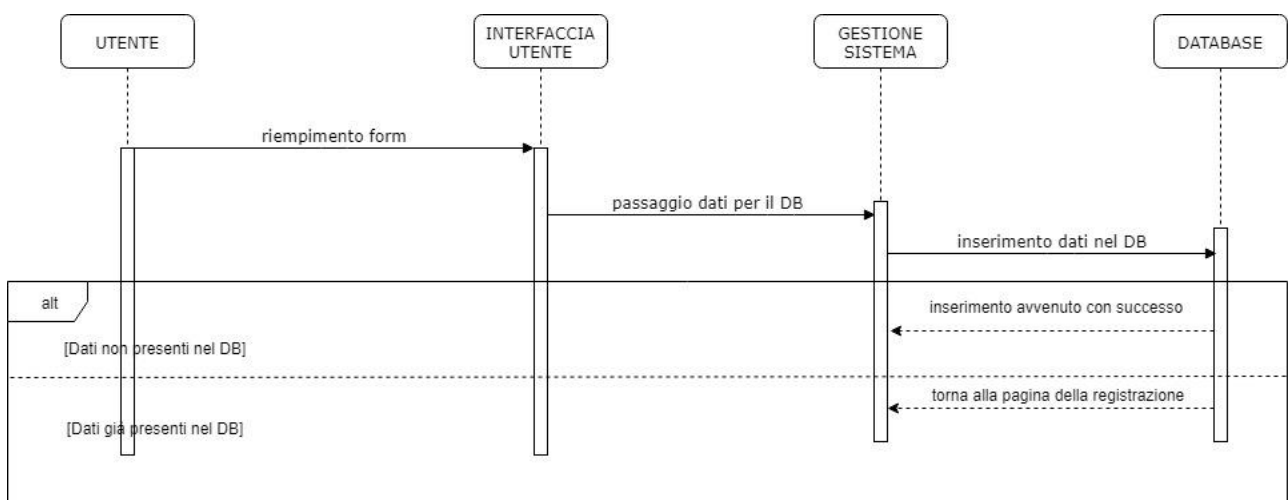 UTENTE
INTERFACCIA
UTENTE
GESTIONE
SISTEMA
DATABASE
riempimento form
passaggio dati per il DB
inserimento dati nel DB
alt
inserimento avvenuto con successo
[Dati non presenti nel DB]
torna alla pagina della registrazione
[Dati già presenti nel DB]